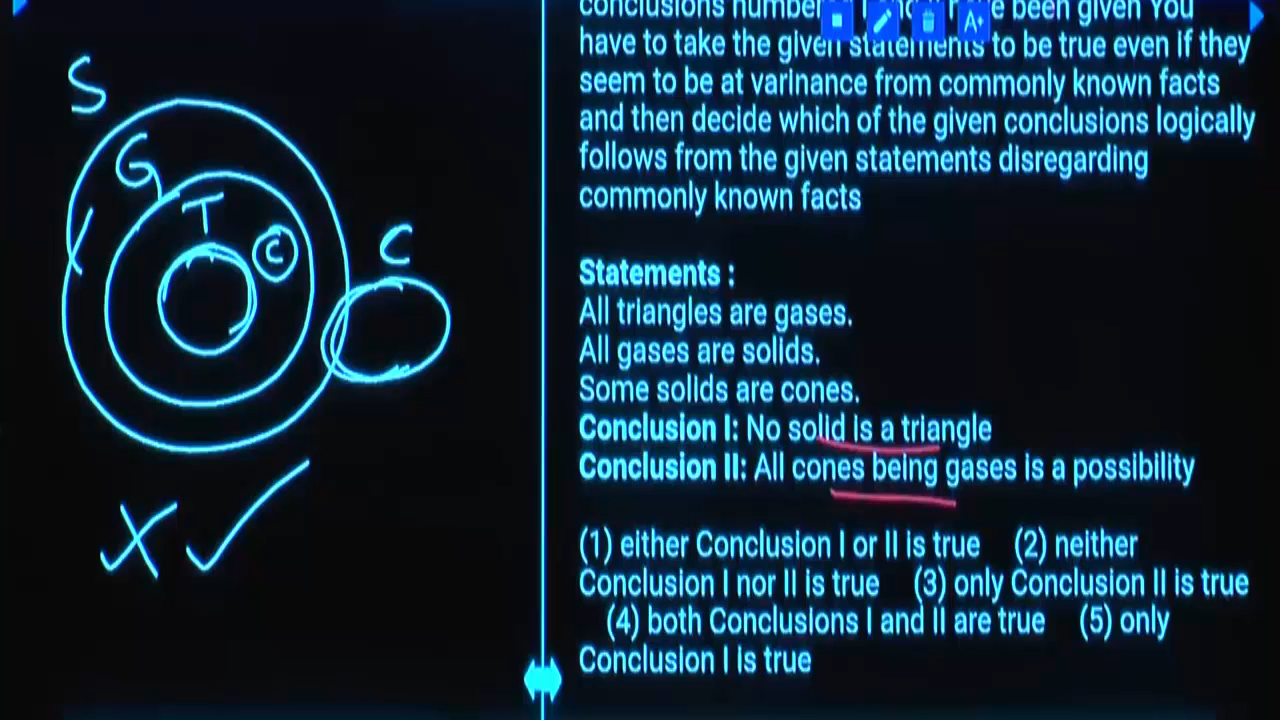 conclusions numbered been given You
have to take the given statements to be true even if they
seem to be at varinance from commonly known facts
and then decide which of the given conclusions logically
follows from the given statements disregarding
commonly known facts
Statements :
All triangles are gases.
All gases are solids.
Some solids are cones.
Conclusion I: No solid is a triangle
Conclusion II: All cones being gases is a possibility
(1) either Conclusion I or II is true (2) neither
Conclusion I nor II is true (3) only Conclusion II is true
(4) both Conclusions I and II are true (5) only
Conclusion I is true
S
G
T
C
C
A+